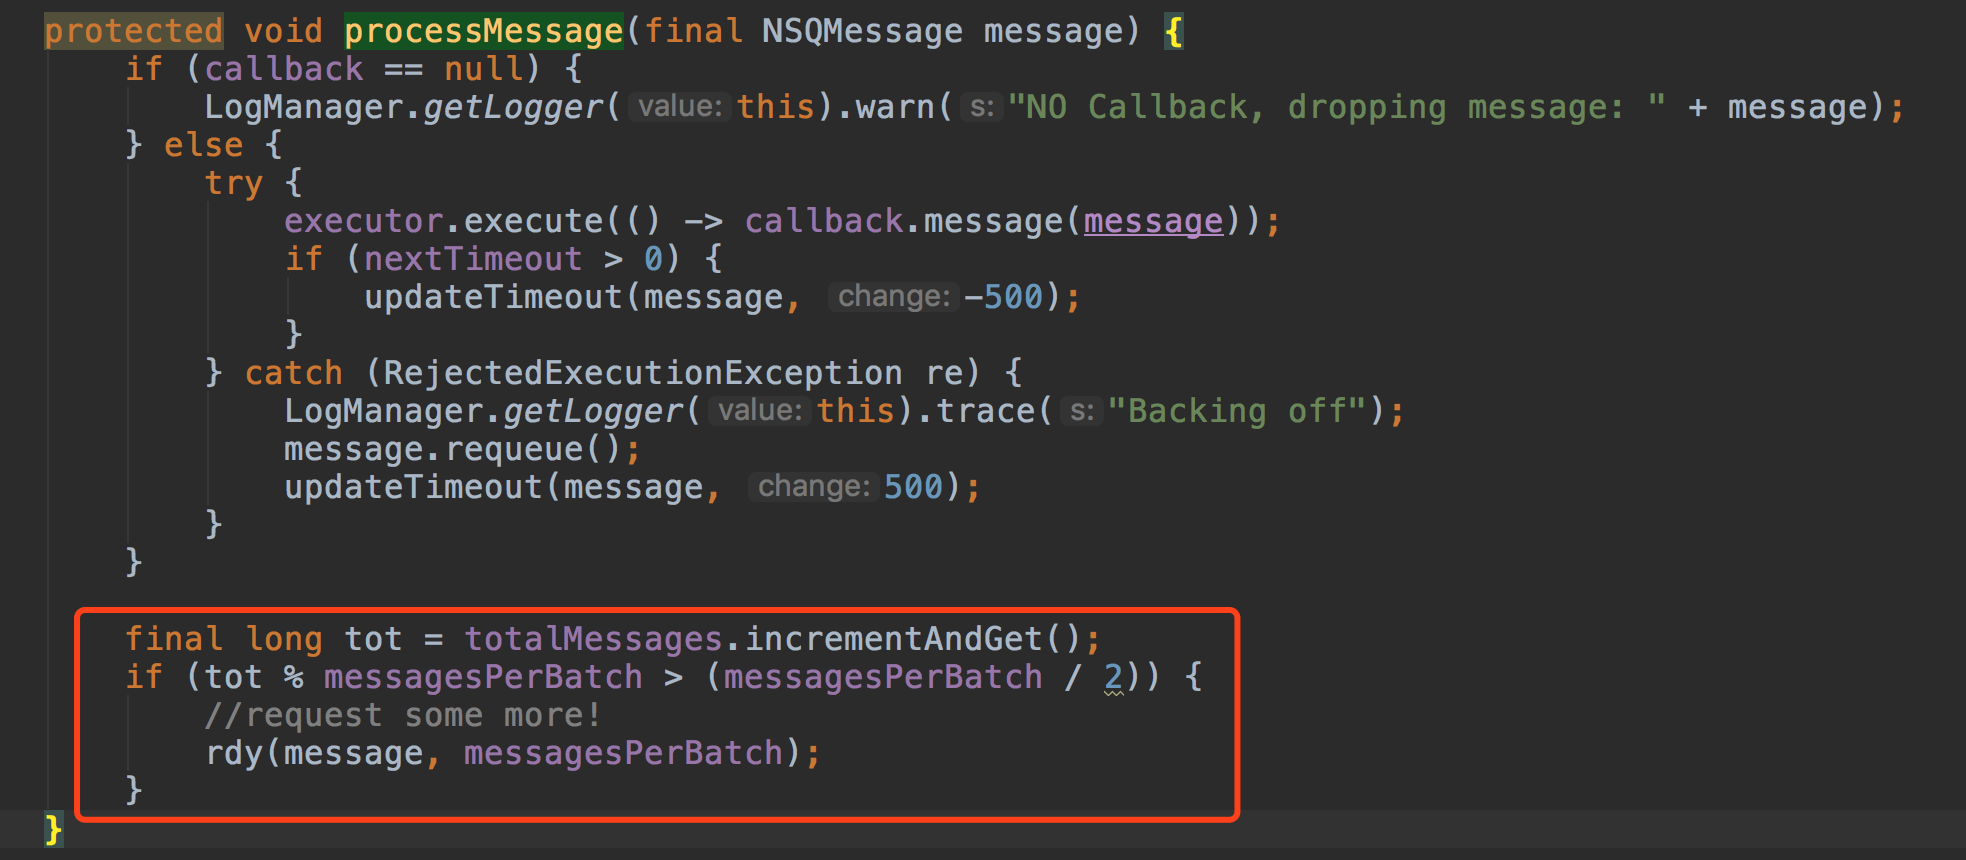 protected void processMessage(final NSQMessage message) {
    if (callback == null) {
        LogManager.getLogger( value: this).warn( s: "NO Callback, dropping message: " + message);
    } else {
        try {
            executor.execute(() -> callback.message(message));
            if (nextTimeout > 0) {
                updateTimeout(message, change: -500);
            }
        } catch (RejectedExecutionException re) {
            LogManager.getLogger( value: this).trace( s: "Backing off");
            message.requeue();
            updateTimeout(message, change: 500);
        }
    }

    final long tot = totalMessages.incrementAndGet();
    if (tot % messagesPerBatch > (messagesPerBatch / 2)) {
        //request some more!
        rdy(message, messagesPerBatch);
    }
}